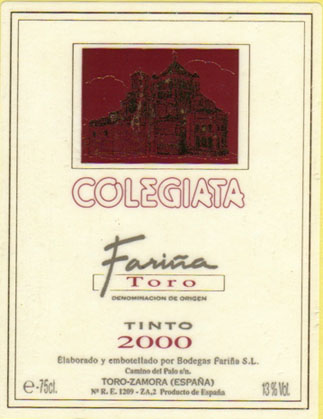 COLEGIATA
Fariña
Toro
DENOMINACION DE ORIGEN
TINTO
2000
Elaborado y embotellado por Bodegas Fariña S.L.
Camino del Palo s/n.
TORO-ZAMORA (ESPAÑA)
℮-75cl. Nº R. E. 1209 - ZA,2 Producto de España 13% Vol.